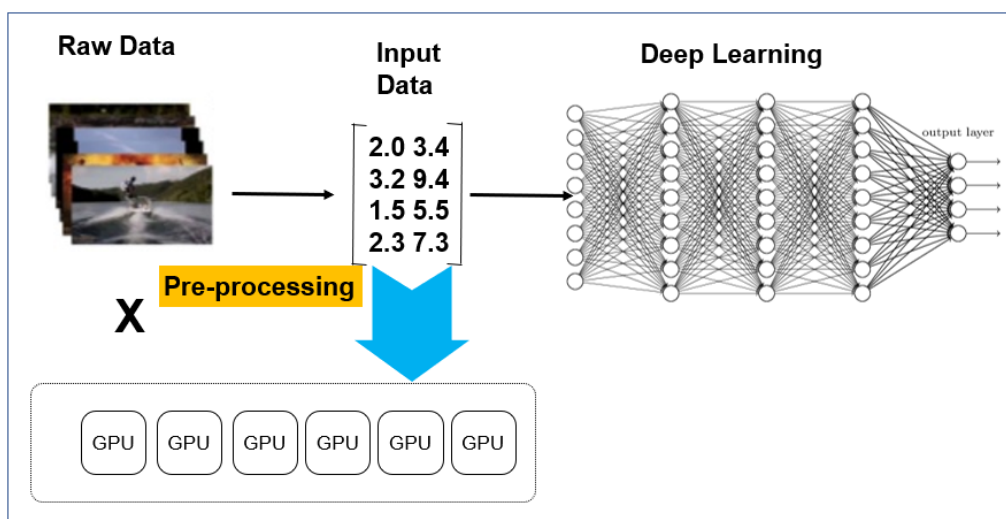 Raw Data
Input
Data
Deep Learning
2.0 3.4
3.2 9.4
1.5 5.5
2.3 7.3
output layer
Pre-processing
X
GPU GPU GPU GPU GPU GPU